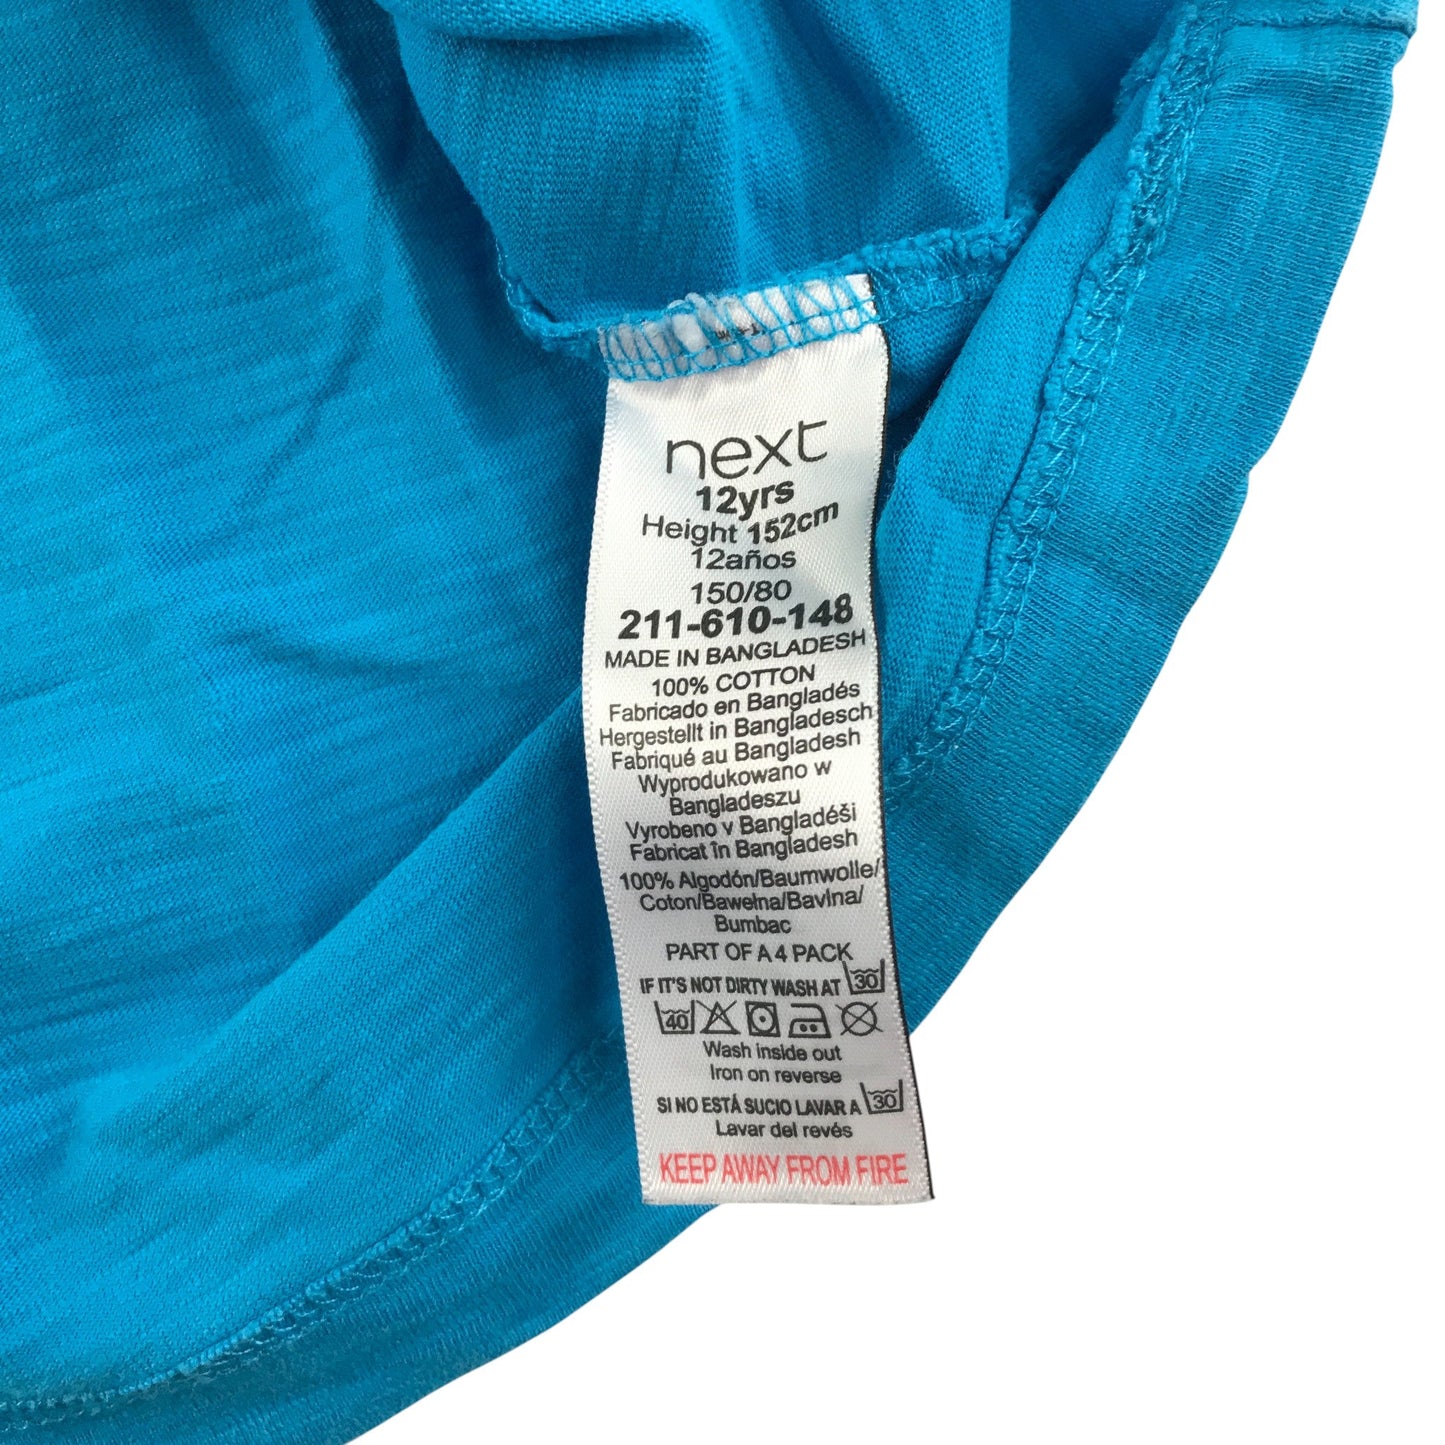 next
12yrs
Height 152cm
12años
150/80
211-610-148
MADE IN BANGLADESH
100% COTTON
Fabricado en Bangladés
Hergestellt in Bangladesch
Fabriqué au Bangladesh
Wyprodukowano w
Bangladeszu
Vyrobeno v Bangladéši
Fabricat în Bangladesh
100% Algodón/Baumwolle/
Coton/Bawełna/Bavlna/
Bumbac
PART OF A 4 PACK
IF IT'S NOT DIRTY WASH AT 30
40
Wash inside out
Iron on reverse
SI NO ESTÁ SUCIO LAVAR A 30
Lavar del revés
KEEP AWAY FROM FIRE